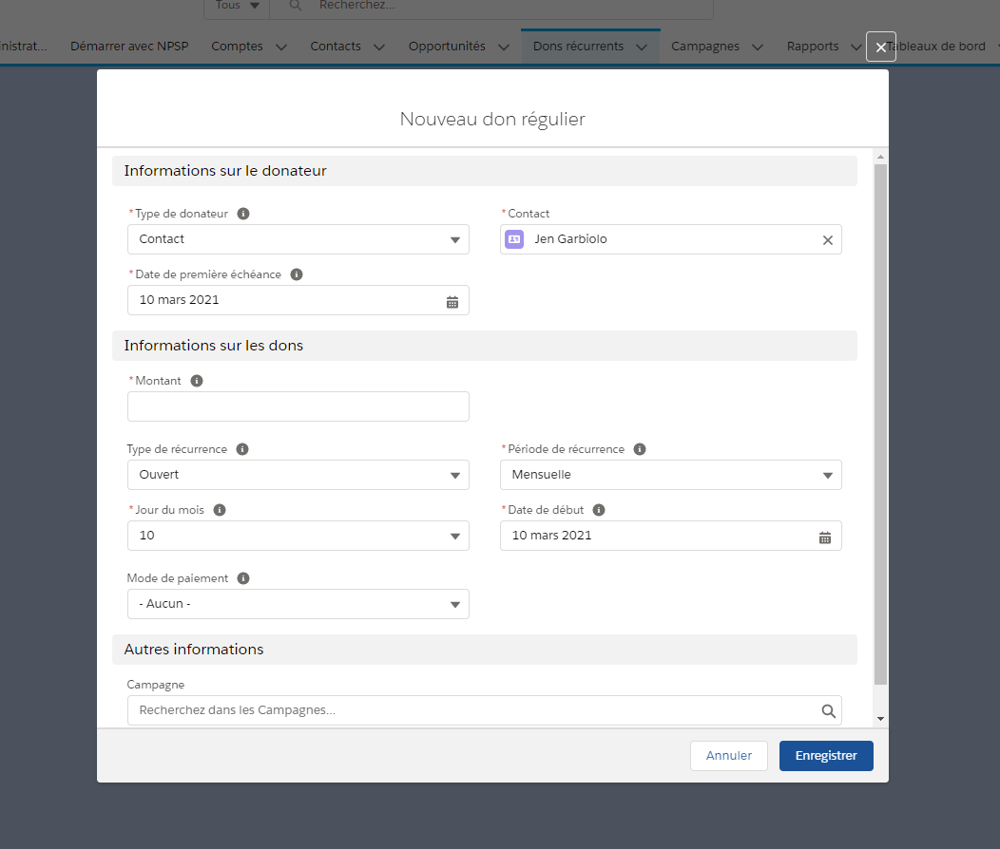 Tous Recherchez...
inistrat... Démarrer avec NPSP Comptes Contacts Opportunités Dons récurrents Campagnes Rapports Tableaux de bord
Nouveau don régulier
Informations sur le donateur
*Type de donateur *Contact
Contact Jen Garbiolo
*Date de première échéance
10 mars 2021
Informations sur les dons
*Montant
Type de récurrence *Période de récurrence
Ouvert Mensuelle
*Jour du mois *Date de début
10 10 mars 2021
Mode de paiement
- Aucun -
Autres informations
Campagne
Recherchez dans les Campagnes...
Annuler Enregistrer